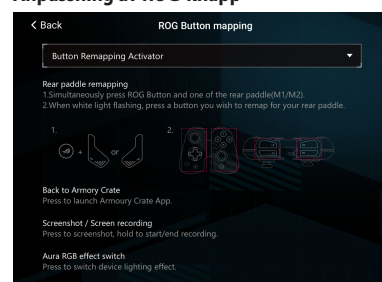 Back
ROG Button mapping
Button Remapping Activator
Rear paddle remapping
1.Simultaneously press ROG Button and one of the rear paddle(M1/M2).
2.When white light flashing, press a button you wish to remap for your rear paddle.
1.
2.
+
or
Back to Armory Crate
Press to launch Armoury Crate App.
Screenshot / Screen recording
Press to screenshot, hold to start/end recording.
Aura RGB effect switch
Press to switch device lighting effect.